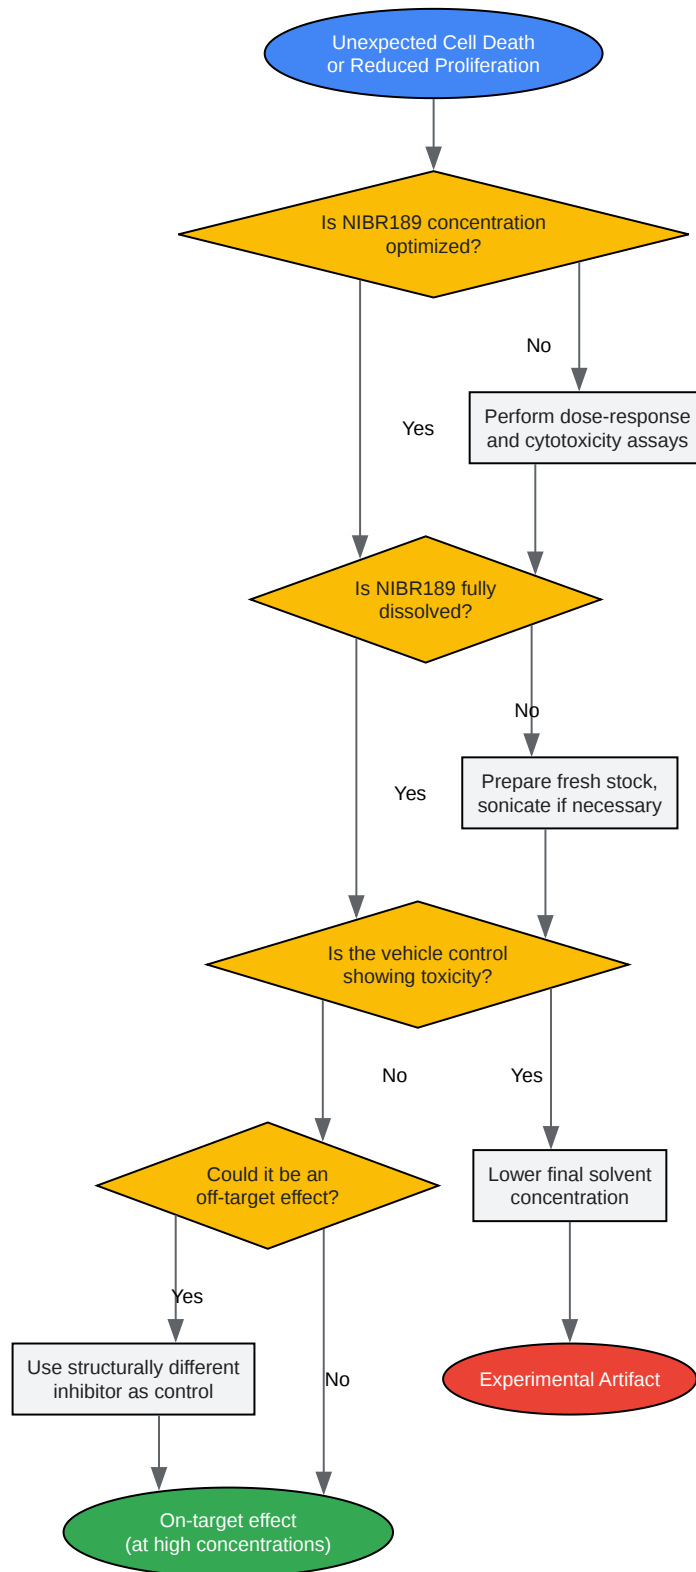 Unexpected Cell Death
or Reduced Proliferation
Is NIBR189 concentration
optimized?
No
Perform dose-response
and cytotoxicity assays
Yes
Is NIBR189 fully
dissolved?
No
Prepare fresh stock,
sonicate if necessary
Yes
Is the vehicle control
showing toxicity?
No
Yes
Could it be an
off-target effect?
Lower final solvent
concentration
Yes
Use structurally different
inhibitor as control
No
Experimental Artifact
On-target effect
(at high concentrations)